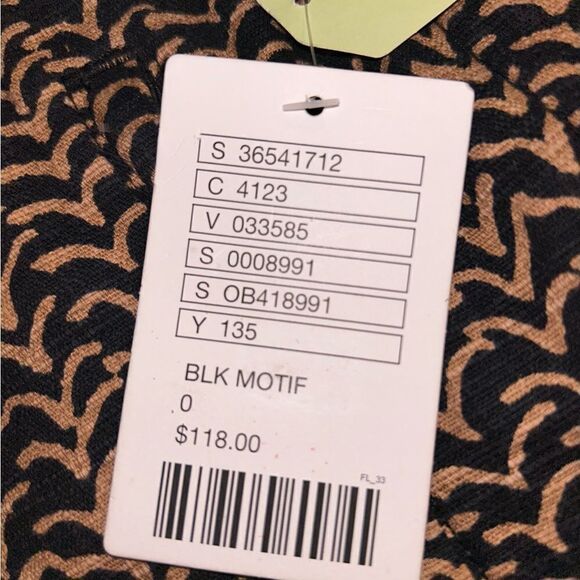 S 36541712
C 4123
V 033585
S 0008991
S OB418991
Y 135
BLK MOTIF
0
$118.00
FL_33